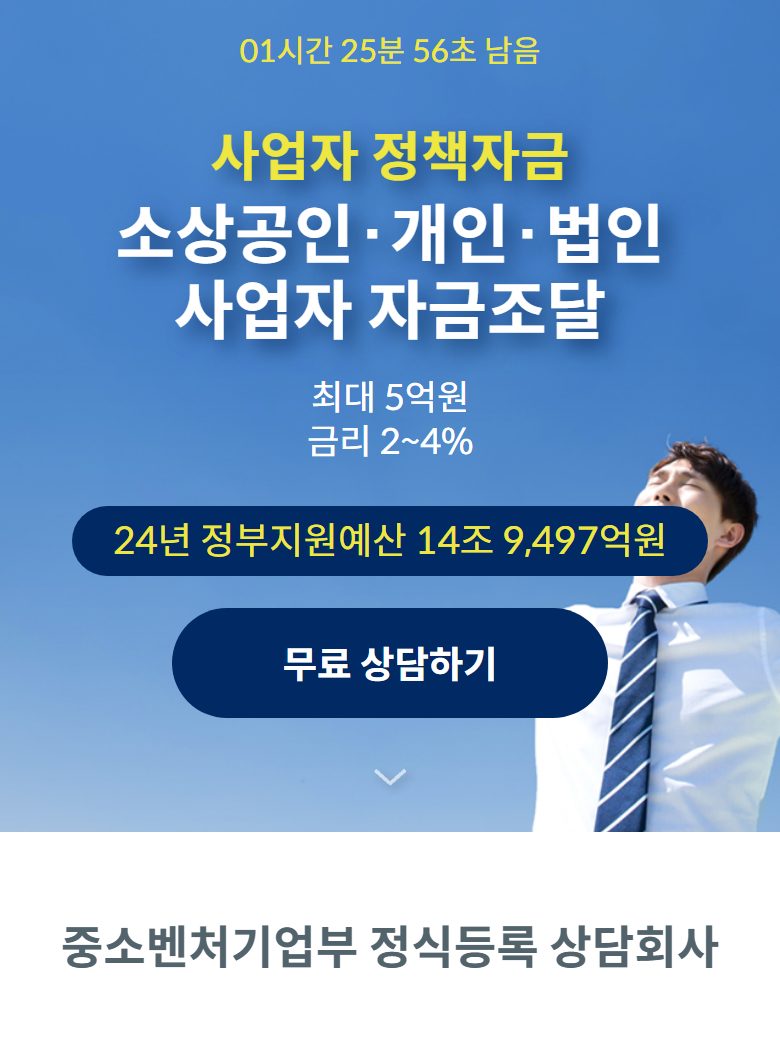 01시간 25분 56초 남음
사업자 정책자금
소상공인·개인·법인
사업자 자금조달
최대 5억원
금리 2~4%
24년 정부지원예산 14조 9,497억원
무료 상담하기
중소벤처기업부 정식등록 상담회사